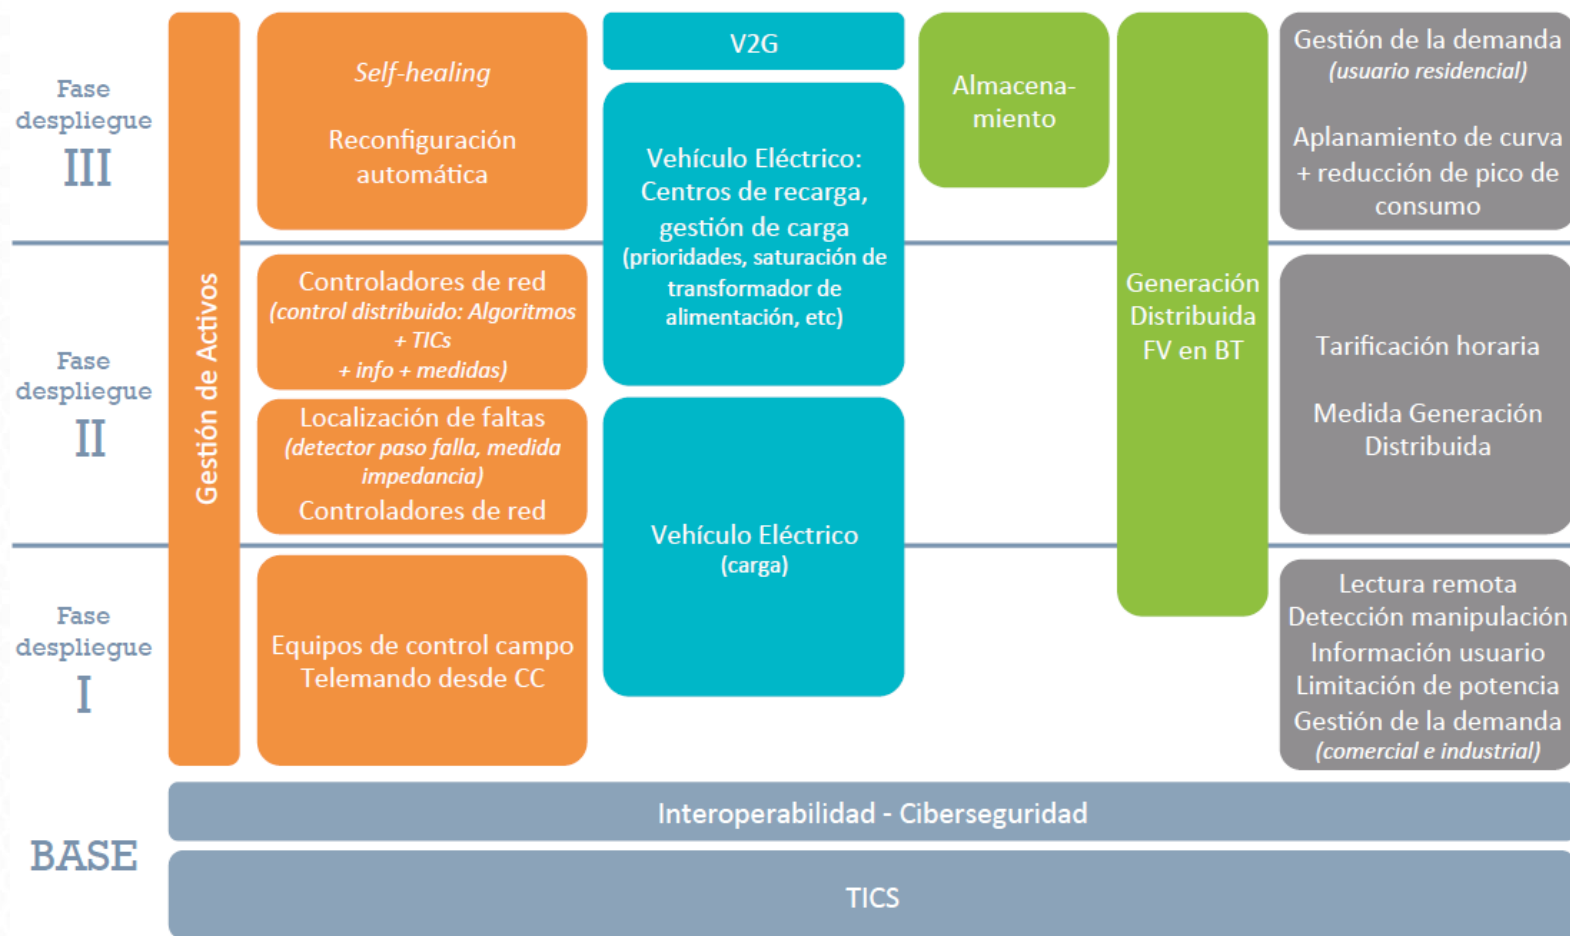 Fase
despliegue
III
Gestión de Activos
Self-healing
Reconfiguración
automática
V2G
Vehículo Eléctrico:
Centros de recarga,
gestión de carga
(prioridades, saturación de
transformador de
alimentación, etc)
Almacena-
miento
Generación
Distribuida
FV en BT
Gestión de la demanda
(usuario residencial)
Aplanamiento de curva
+ reducción de pico de
consumo
Fase
despliegue
II
Controladores de red
(control distribuido: Algoritmos
+ TICs
+ info + medidas)
Localización de faltas
(detector paso falla, medida
impedancia)
Controladores de red
Vehículo Eléctrico
(carga)
Tarificación horaria
Medida Generación
Distribuida
Fase
despliegue
I
Equipos de control campo
Telemando desde CC
Lectura remota
Detección manipulación
Información usuario
Limitación de potencia
Gestión de la demanda
(comercial e industrial)
BASE
Interoperabilidad - Ciberseguridad
TICS